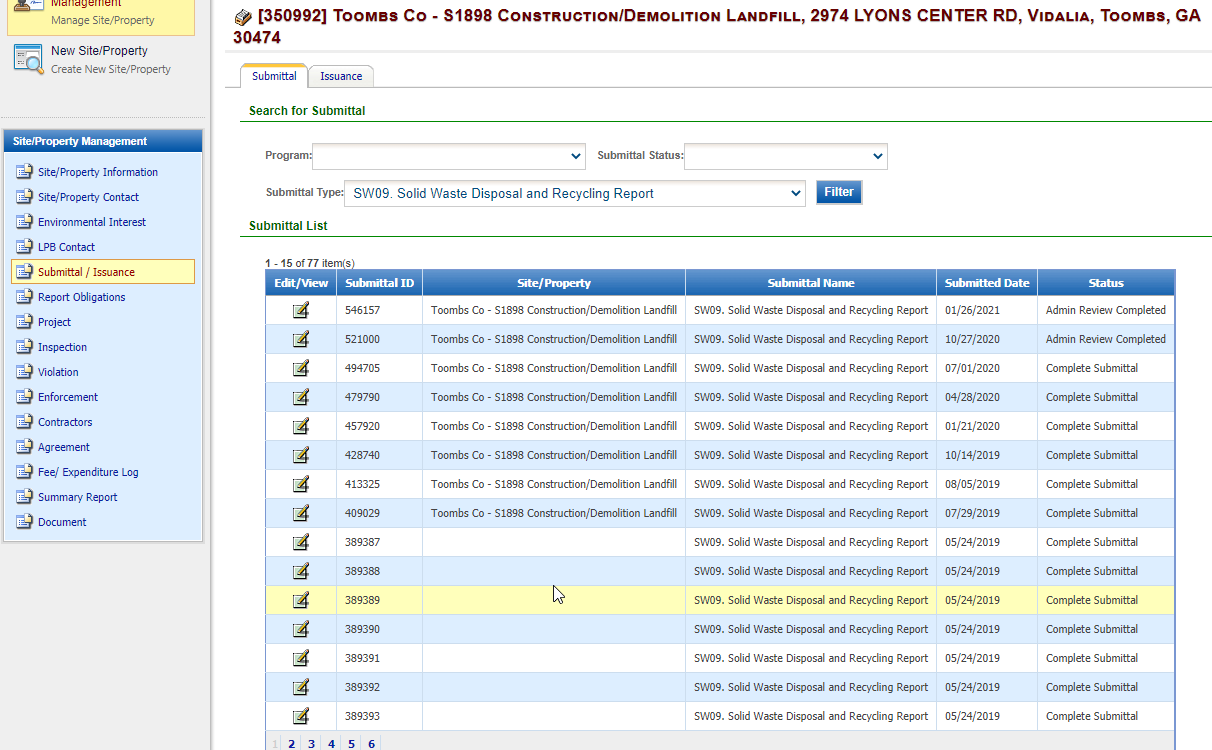 Management
Manage Site/Property
New Site/Property
Create New Site/Property
Site/Property Management
Site/Property Information
Site/Property Contact
Environmental Interest
LPB Contact
Submittal / Issuance
Report Obligations
Project
Inspection
Violation
Enforcement
Contractors
Agreement
Fee/ Expenditure Log
Summary Report
Document
[350992] Toombs Co - S1898 Construction/Demolition Landfill, 2974 LYONS CENTER RD, Vidalia, Toombs, GA
30474
Submittal Issuance
Search for Submittal
Program: Submittal Status:
Submittal Type: SW09. Solid Waste Disposal and Recycling Report Filter
Submittal List
1 - 15 of 77 item(s)
Edit/View Submittal ID Site/Property Submittal Name Submitted Date Status
546157 Toombs Co - S1898 Construction/Demolition Landfill SW09. Solid Waste Disposal and Recycling Report 01/26/2021 Admin Review Completed
521000 Toombs Co - S1898 Construction/Demolition Landfill SW09. Solid Waste Disposal and Recycling Report 10/27/2020 Admin Review Completed
494705 Toombs Co - S1898 Construction/Demolition Landfill SW09. Solid Waste Disposal and Recycling Report 07/01/2020 Complete Submittal
479790 Toombs Co - S1898 Construction/Demolition Landfill SW09. Solid Waste Disposal and Recycling Report 04/28/2020 Complete Submittal
457920 Toombs Co - S1898 Construction/Demolition Landfill SW09. Solid Waste Disposal and Recycling Report 01/21/2020 Complete Submittal
428740 Toombs Co - S1898 Construction/Demolition Landfill SW09. Solid Waste Disposal and Recycling Report 10/14/2019 Complete Submittal
413325 Toombs Co - S1898 Construction/Demolition Landfill SW09. Solid Waste Disposal and Recycling Report 08/05/2019 Complete Submittal
409029 Toombs Co - S1898 Construction/Demolition Landfill SW09. Solid Waste Disposal and Recycling Report 07/29/2019 Complete Submittal
389387 SW09. Solid Waste Disposal and Recycling Report 05/24/2019 Complete Submittal
389388 SW09. Solid Waste Disposal and Recycling Report 05/24/2019 Complete Submittal
389389 SW09. Solid Waste Disposal and Recycling Report 05/24/2019 Complete Submittal
389390 SW09. Solid Waste Disposal and Recycling Report 05/24/2019 Complete Submittal
389391 SW09. Solid Waste Disposal and Recycling Report 05/24/2019 Complete Submittal
389392 SW09. Solid Waste Disposal and Recycling Report 05/24/2019 Complete Submittal
389393 SW09. Solid Waste Disposal and Recycling Report 05/24/2019 Complete Submittal
1 2 3 4 5 6